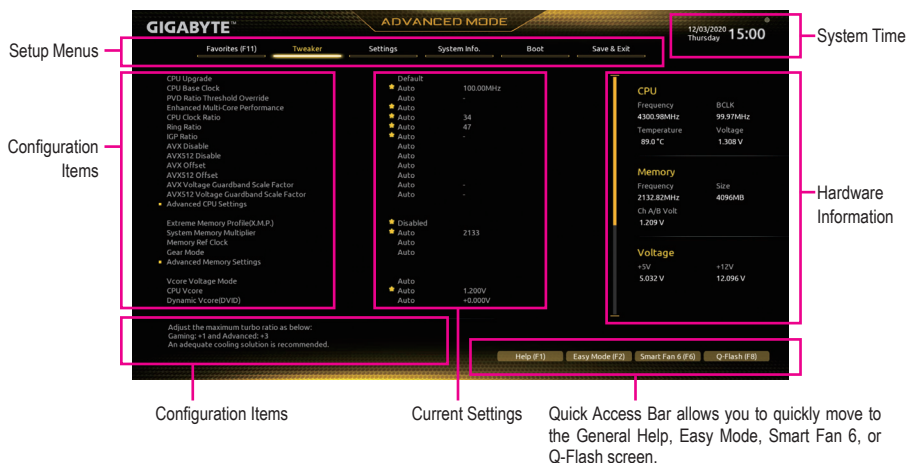 GIGABYTE™
ADVANCED MODE
12/03/2020
Thursday 15:00
System Time
Setup Menus
Favorites (F11) Tweaker Settings System Info. Boot Save & Exit
Configuration
Items
CPU Upgrade Default
CPU Base Clock Auto 100.00MHz
PVD Ratio Threshold Override Auto -
Enhanced Multi-Core Performance Auto
CPU Clock Ratio Auto 34
Ring Ratio Auto 47
IGP Ratio Auto -
AVX Disable Auto
AVX512 Disable Auto
AVX Offset Auto
AVX512 Offset Auto
AVX Voltage Guardband Scale Factor Auto -
AVX512 Voltage Guardband Scale Factor Auto -
Advanced CPU Settings
Extreme Memory Profile(X.M.P.) Disabled
System Memory Multiplier Auto 2133
Memory Ref Clock Auto
Gear Mode Auto
Advanced Memory Settings
Vcore Voltage Mode Auto
CPU Vcore Auto 1.200V
Dynamic Vcore(DVID) Auto +0.000V
CPU
Frequency BCLK
4300.98MHz 99.97MHz
Temperature Voltage
89.0 °C 1.308 V
Memory
Frequency Size
2132.82MHz 4096MB
Ch A/B Volt
1.209 V
Voltage
+5V +12V
5.032 V 12.096 V
Hardware
Information
Adjust the maximum turbo ratio as below:
Gaming: +1 and Advanced: +3
An adequate cooling solution is recommended.
Help (F1) Easy Mode (F2) Smart Fan 6 (F6) Q-Flash (F8)
Configuration Items
Current Settings
Quick Access Bar allows you to quickly move to
the General Help, Easy Mode, Smart Fan 6, or
Q-Flash screen.